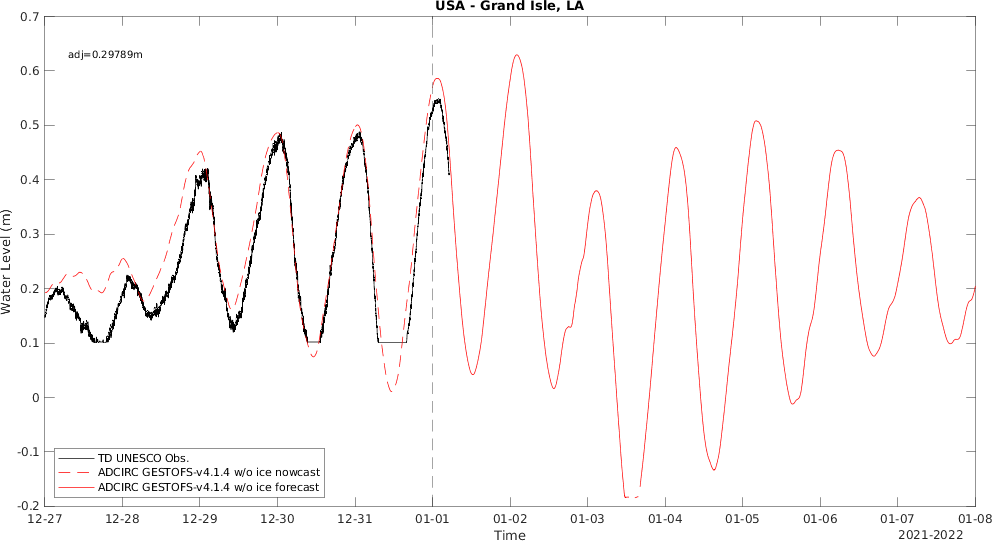 USA - Grand Isle, LA
adj=0.29789m
Water Level (m)
0.7
0.6
0.5
0.4
0.3
0.2
0.1
0
-0.1
-0.2
TD UNESCO Obs.
ADCIRC GESTOFS-v4.1.4 w/o ice nowcast
ADCIRC GESTOFS-v4.1.4 w/o ice forecast
12-27 12-28 12-29 12-30 12-31 01-01 01-02 01-03 01-04 01-05 01-06 01-07 01-08
Time
2021-2022